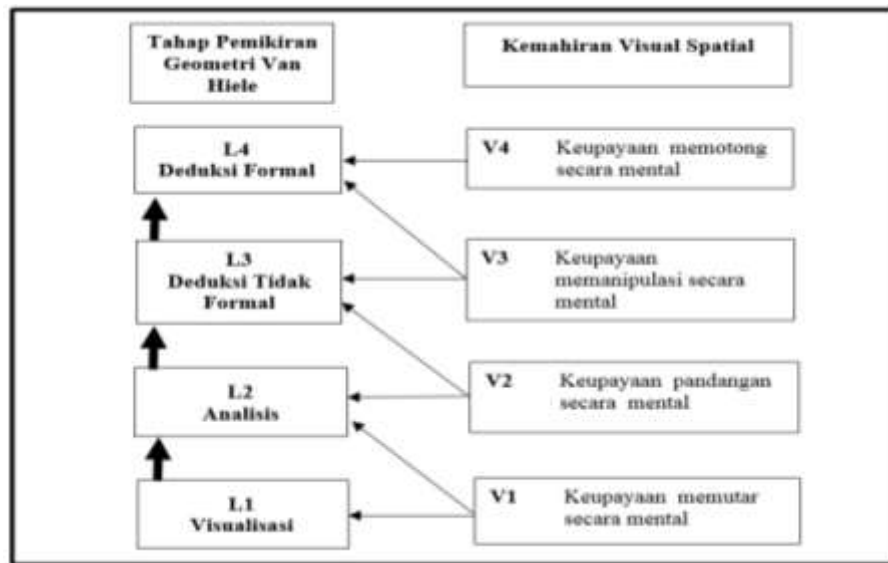 Tahap Pemikiran
Geometri Van
Hiele
Kemahiran Visual Spatial
L4
Deduksi Formal
V4 Keupayaan memotong
secara mental
L3
Deduksi Tidak
Formal
V3 Keupayaan
memanipulasi secara
mental
L2
Analisis
V2 Keupayaan pandangan
secara mental
L1
Visualisasi
V1 Keupayaan memutar
secara mental